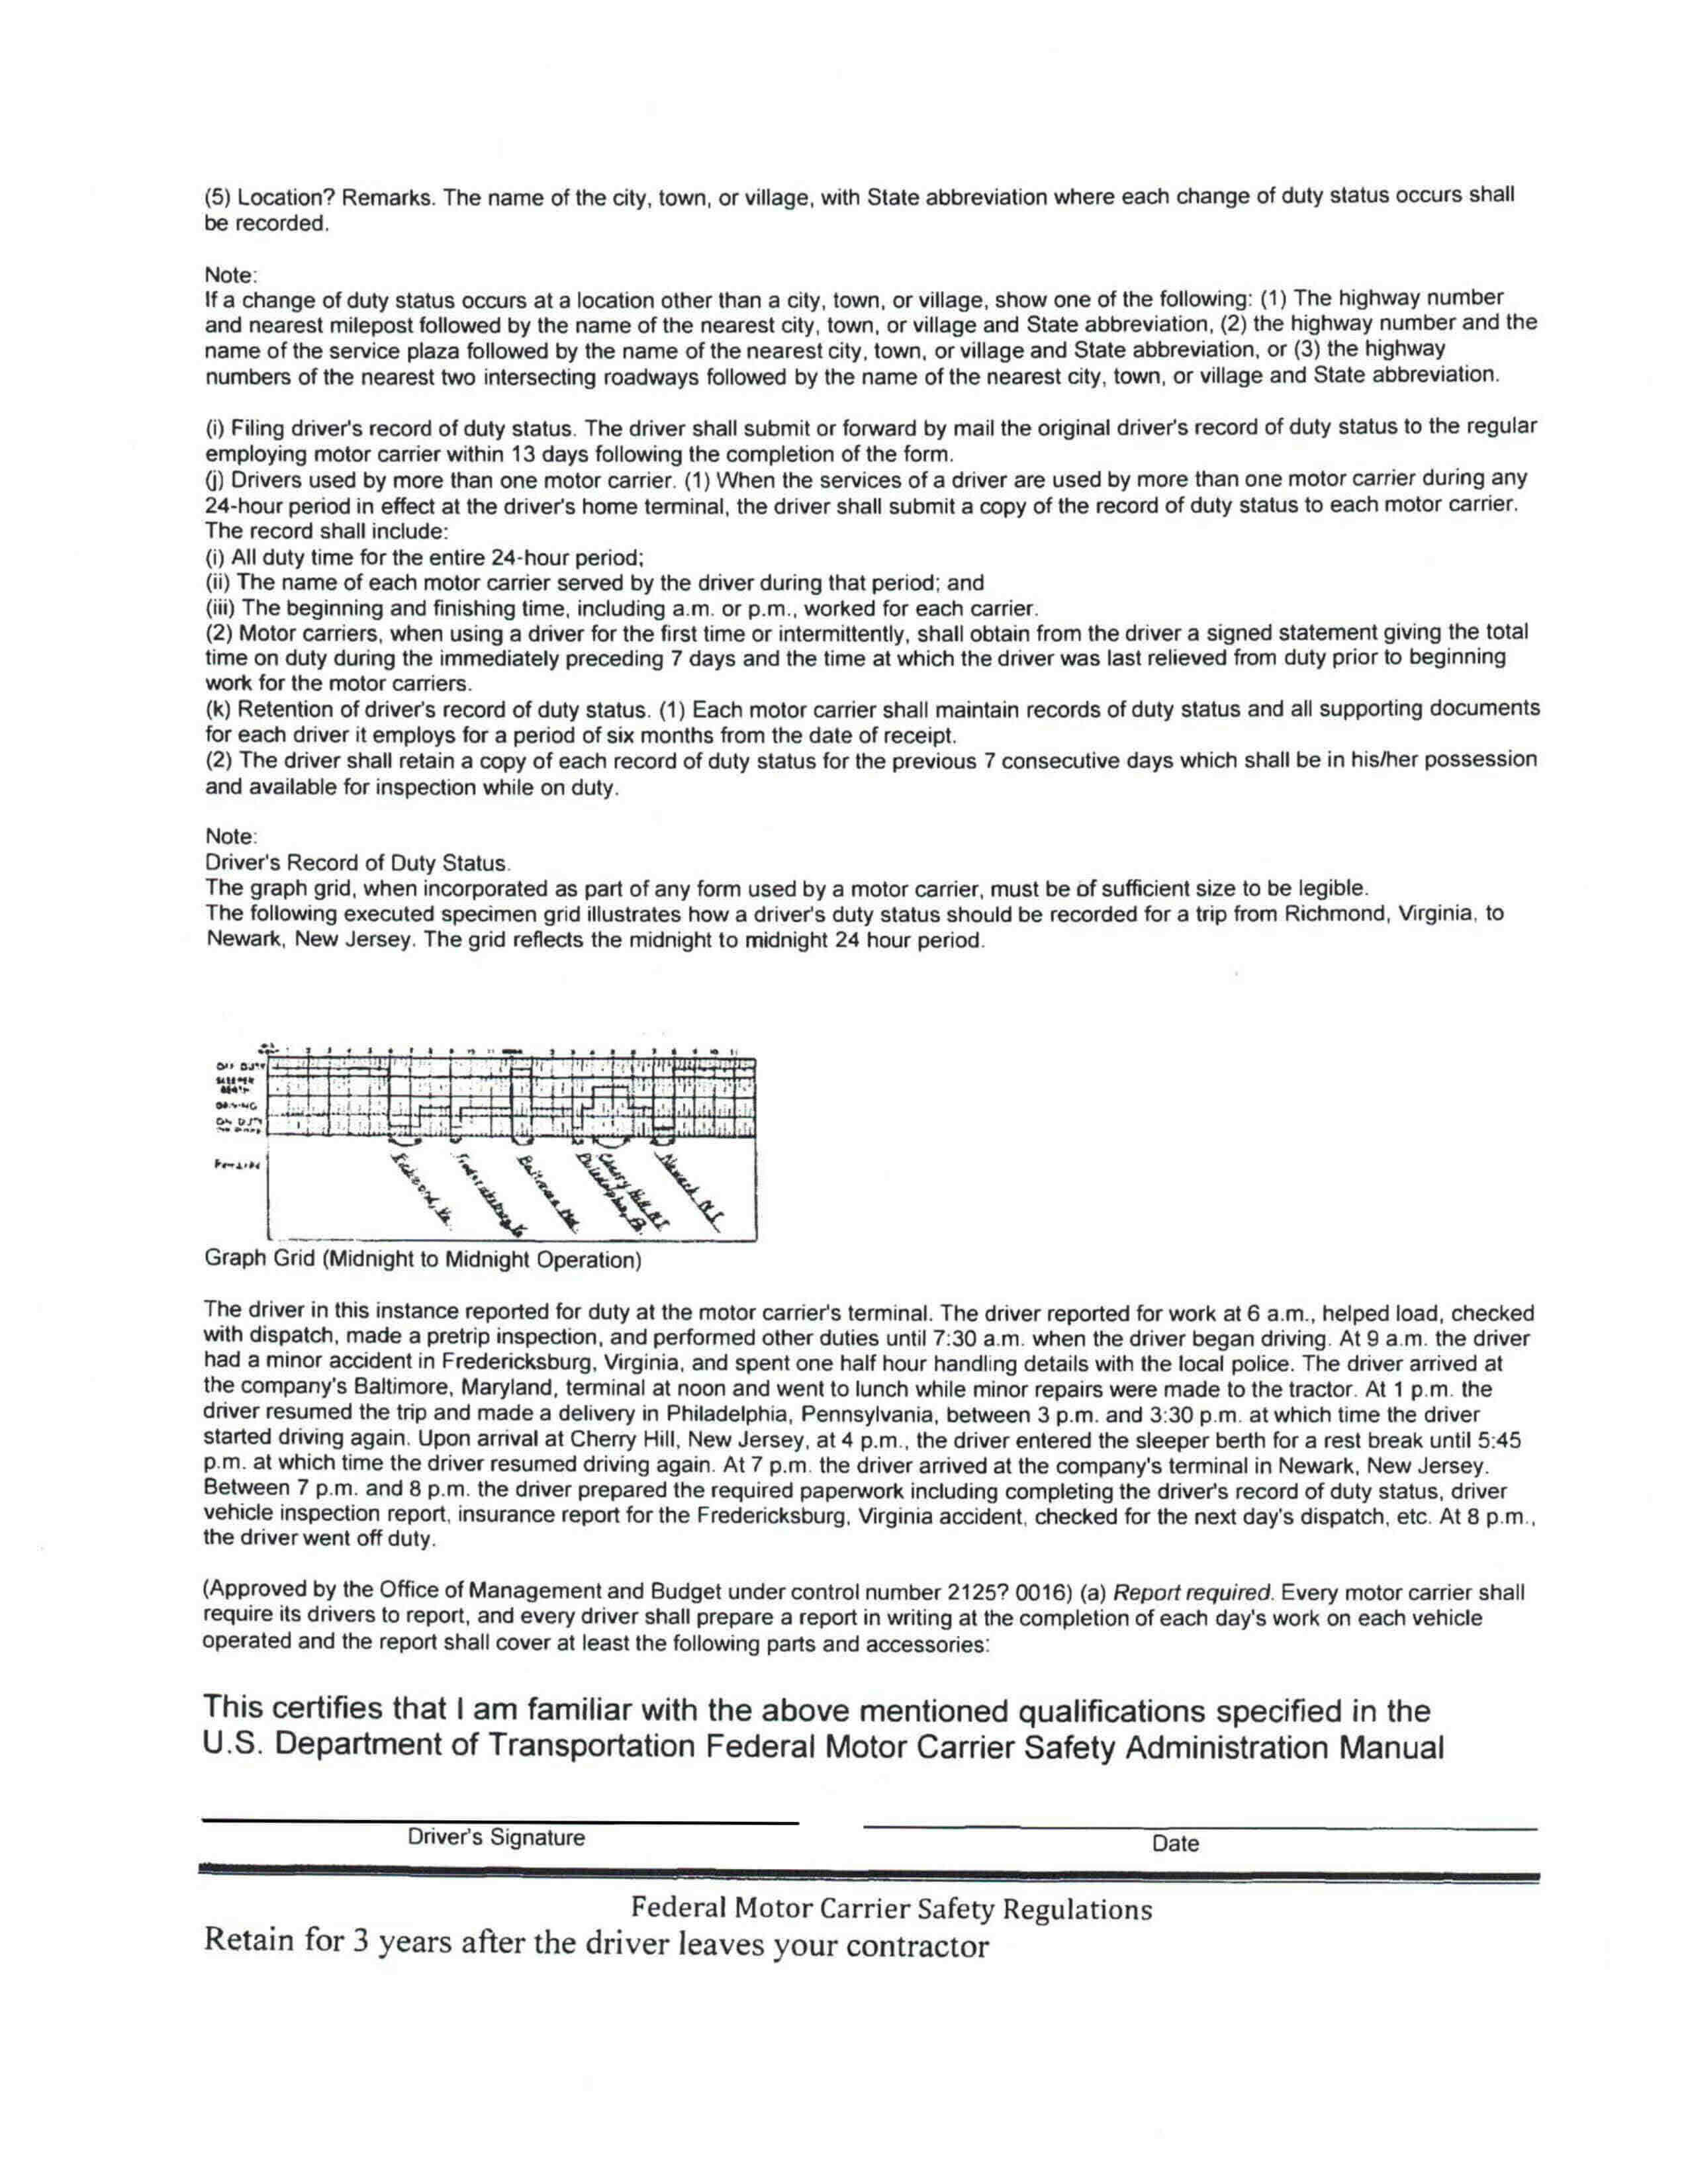 (5) Location? Remarks. The name of the city, town, or village, with State abbreviation where each change of duty status occurs shall
be recorded.
Note:
If a change of duty status occurs at a location other than a city, town, or village, show one of the following: (1) The highway number
and nearest milepost followed by the name of the nearest city, town, or village and State abbreviation, (2) the highway number and the
name of the service plaza followed by the name of the nearest city, town, or village and State abbreviation, or (3) the highway
numbers of the nearest two intersecting roadways followed by the name of the nearest city, town, or village and State abbreviation.
(i) Filing driver's record of duty status. The driver shall submit or forward by mail the original driver's record of duty status to the regular
employing motor carrier within 13 days following the completion of the form.
(j) Drivers used by more than one motor carrier. (1) When the services of a driver are used by more than one motor carrier during any
24-hour period in effect at the driver's home terminal, the driver shall submit a copy of the record of duty status to each motor carrier.
The record shall include:
(i) All duty time for the entire 24-hour period;
(ii) The name of each motor carrier served by the driver during that period; and
(iii) The beginning and finishing time, including a.m. or p.m., worked for each carrier.
(2) Motor carriers, when using a driver for the first time or intermittently, shall obtain from the driver a signed statement giving the total
time on duty during the immediately preceding 7 days and the time at which the driver was last relieved from duty prior to beginning
work for the motor carriers.
(k) Retention of driver's record of duty status. (1) Each motor carrier shall maintain records of duty status and all supporting documents
for each driver it employs for a period of six months from the date of receipt.
(2) The driver shall retain a copy of each record of duty status for the previous 7 consecutive days which shall be in his/her possession
and available for inspection while on duty.
Note:
Driver's Record of Duty Status.
The graph grid, when incorporated as part of any form used by a motor carrier, must be of sufficient size to be legible.
The following executed specimen grid illustrates how a driver's duty status should be recorded for a trip from Richmond, Virginia, to
Newark, New Jersey. The grid reflects the midnight to midnight 24 hour period.
OFF DUTY
SLEEPER
BERTH
DRIVING
ON DUTY
Remarks
Richmond, Va.
Baltimore Md.
Philadelphia, Pa.
Cherry Hill N.J.
Newark N.J.
Graph Grid (Midnight to Midnight Operation)
The driver in this instance reported for duty at the motor carrier's terminal. The driver reported for work at 6 a.m., helped load, checked
with dispatch, made a pretrip inspection, and performed other duties until 7:30 a.m. when the driver began driving. At 9 a.m. the driver
had a minor accident in Fredericksburg, Virginia, and spent one half hour handling details with the local police. The driver arrived at
the company's Baltimore, Maryland, terminal at noon and went to lunch while minor repairs were made to the tractor. At 1 p.m. the
driver resumed the trip and made a delivery in Philadelphia, Pennsylvania, between 3 p.m. and 3:30 p.m. at which time the driver
started driving again. Upon arrival at Cherry Hill, New Jersey, at 4 p.m., the driver entered the sleeper berth for a rest break until 5:45
p.m. at which time the driver resumed driving again. At 7 p.m. the driver arrived at the company's terminal in Newark, New Jersey.
Between 7 p.m. and 8 p.m. the driver prepared the required paperwork including completing the driver's record of duty status, driver
vehicle inspection report, insurance report for the Fredericksburg, Virginia accident, checked for the next day's dispatch, etc. At 8 p.m.,
the driver went off duty.
(Approved by the Office of Management and Budget under control number 2125? 0016) (a) Report required. Every motor carrier shall
require its drivers to report, and every driver shall prepare a report in writing at the completion of each day's work on each vehicle
operated and the report shall cover at least the following parts and accessories:
This certifies that I am familiar with the above mentioned qualifications specified in the
U.S. Department of Transportation Federal Motor Carrier Safety Administration Manual
Driver's Signature
Date
Federal Motor Carrier Safety Regulations
Retain for 3 years after the driver leaves your contractor